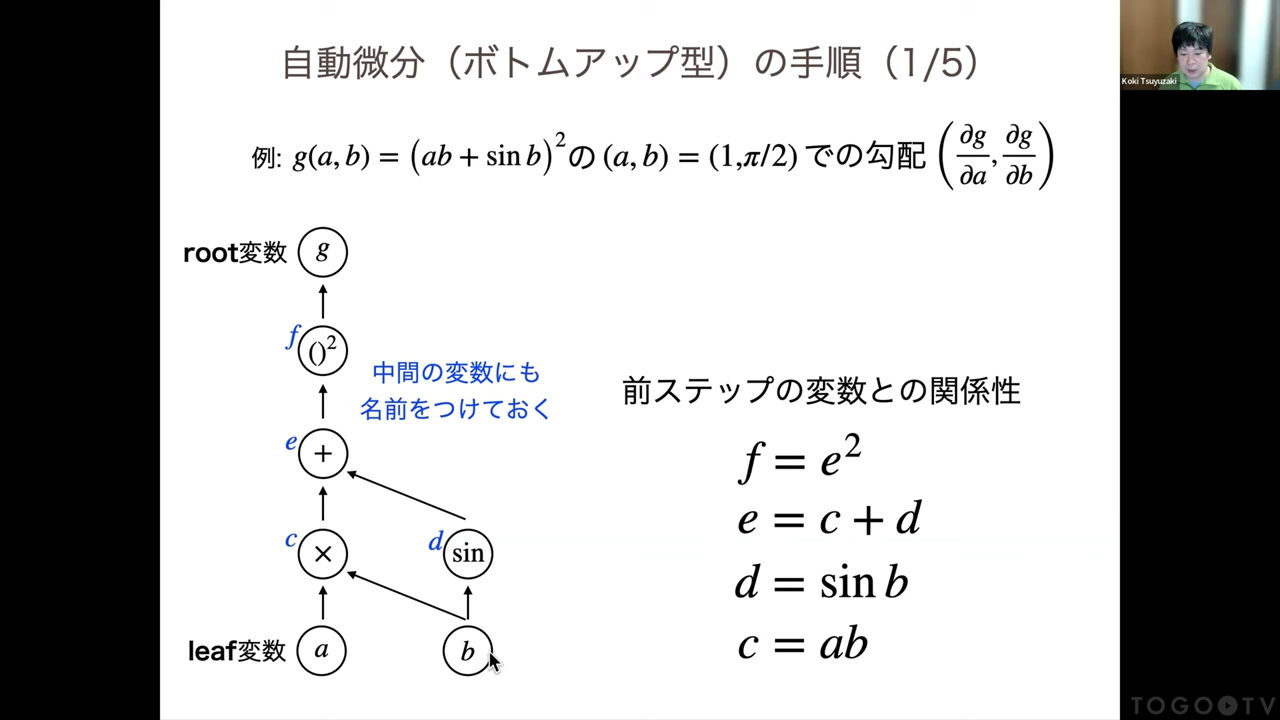 自動微分（ボトムアップ型）の手順（1/5）
Koki Tsuyuzaki
例: g(a, b) = (ab + sin b)² の (a, b) = (1,π/2) での勾配 (∂g/∂a, ∂g/∂b)
root変数 g
f ()²
中間の変数にも
名前をつけておく
e +
c × d sin
leaf変数 a b
前ステップの変数との関係性
f = e²
e = c + d
d = sin b
c = ab
TOGO TV